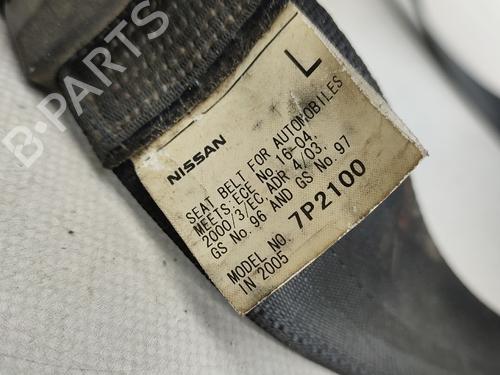 B-PARTS
L
NISSAN
SEAT BELT FOR AUTOMOBILES
MEETS:ECE No. 16-04,
2000/3/EC, ADR 4/03,
GS No. 96 AND GS No. 97
MODEL NO. 7P2100
IN 2005